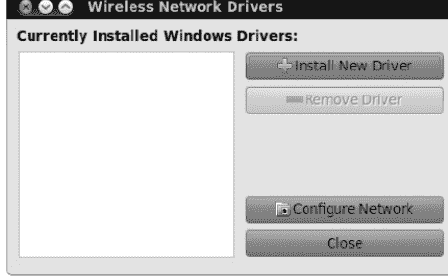 Wireless Network Drivers
Currently Installed Windows Drivers:
Install New Driver
Remove Driver
Configure Network
Close